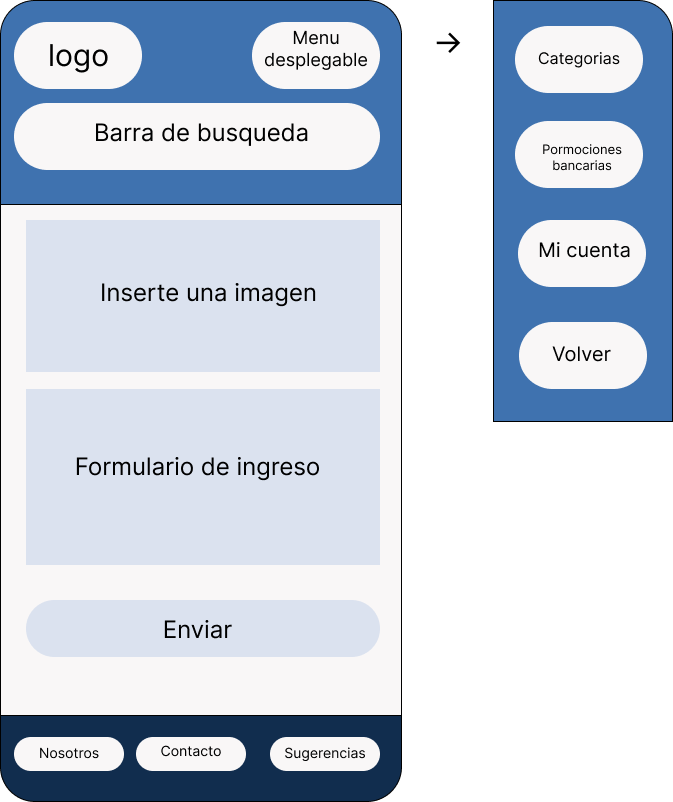 logo
Menu
desplegable
Barra de busqueda
Inserte una imagen
Formulario de ingreso
Enviar
Nosotros
Contacto
Sugerencias
Categorias
Pormociones
bancarias
Mi cuenta
Volver